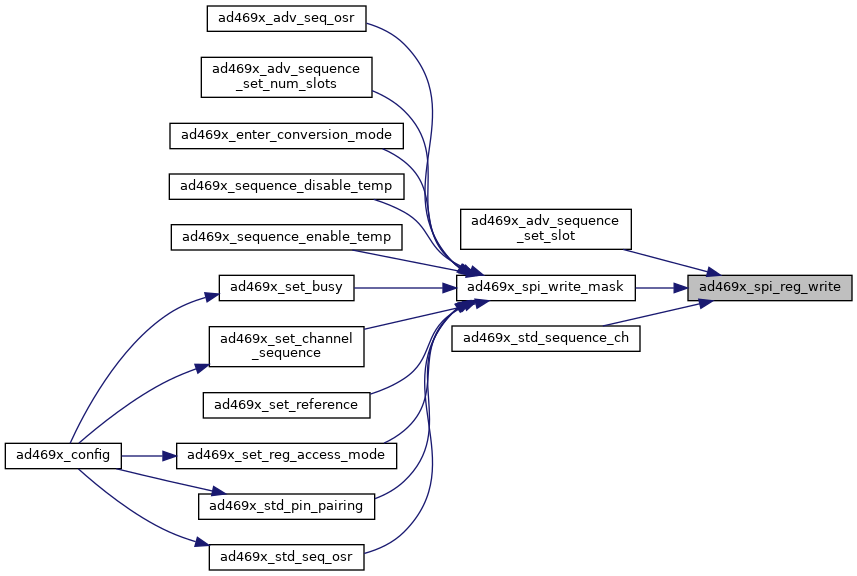 ad469x_adv_seq_osr
ad469x_adv_sequence
_set_num_slots
ad469x_enter_conversion_mode
ad469x_sequence_disable_temp
ad469x_sequence_enable_temp
ad469x_adv_sequence
_set_slot
ad469x_set_busy
ad469x_spi_write_mask
ad469x_spi_reg_write
ad469x_set_channel
_sequence
ad469x_std_sequence_ch
ad469x_set_reference
ad469x_config
ad469x_set_reg_access_mode
ad469x_std_pin_pairing
ad469x_std_seq_osr